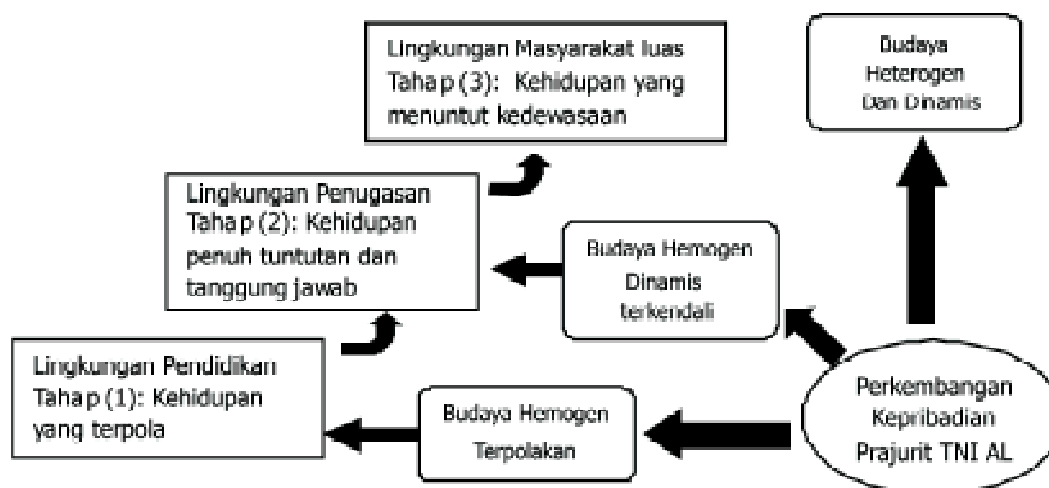 Lingkungan Masyarakat luas
Tahap (3): Kehidupan yang
menuntut kedewasaan
Budaya
Heterogen
Dan Dinamis
Lingkungan Penugasan
Tahap (2): Kehidupan
penuh tuntutan dan
tanggung jawab
Budaya Hemogen
Dinamis
terkendali
Lingkungan Pendidikan
Tahap (1): Kehidupan
yang terpola
Budaya Hemogen
Terpolakan
Perkembangan
Kepribadian
Prajurit TNI AL